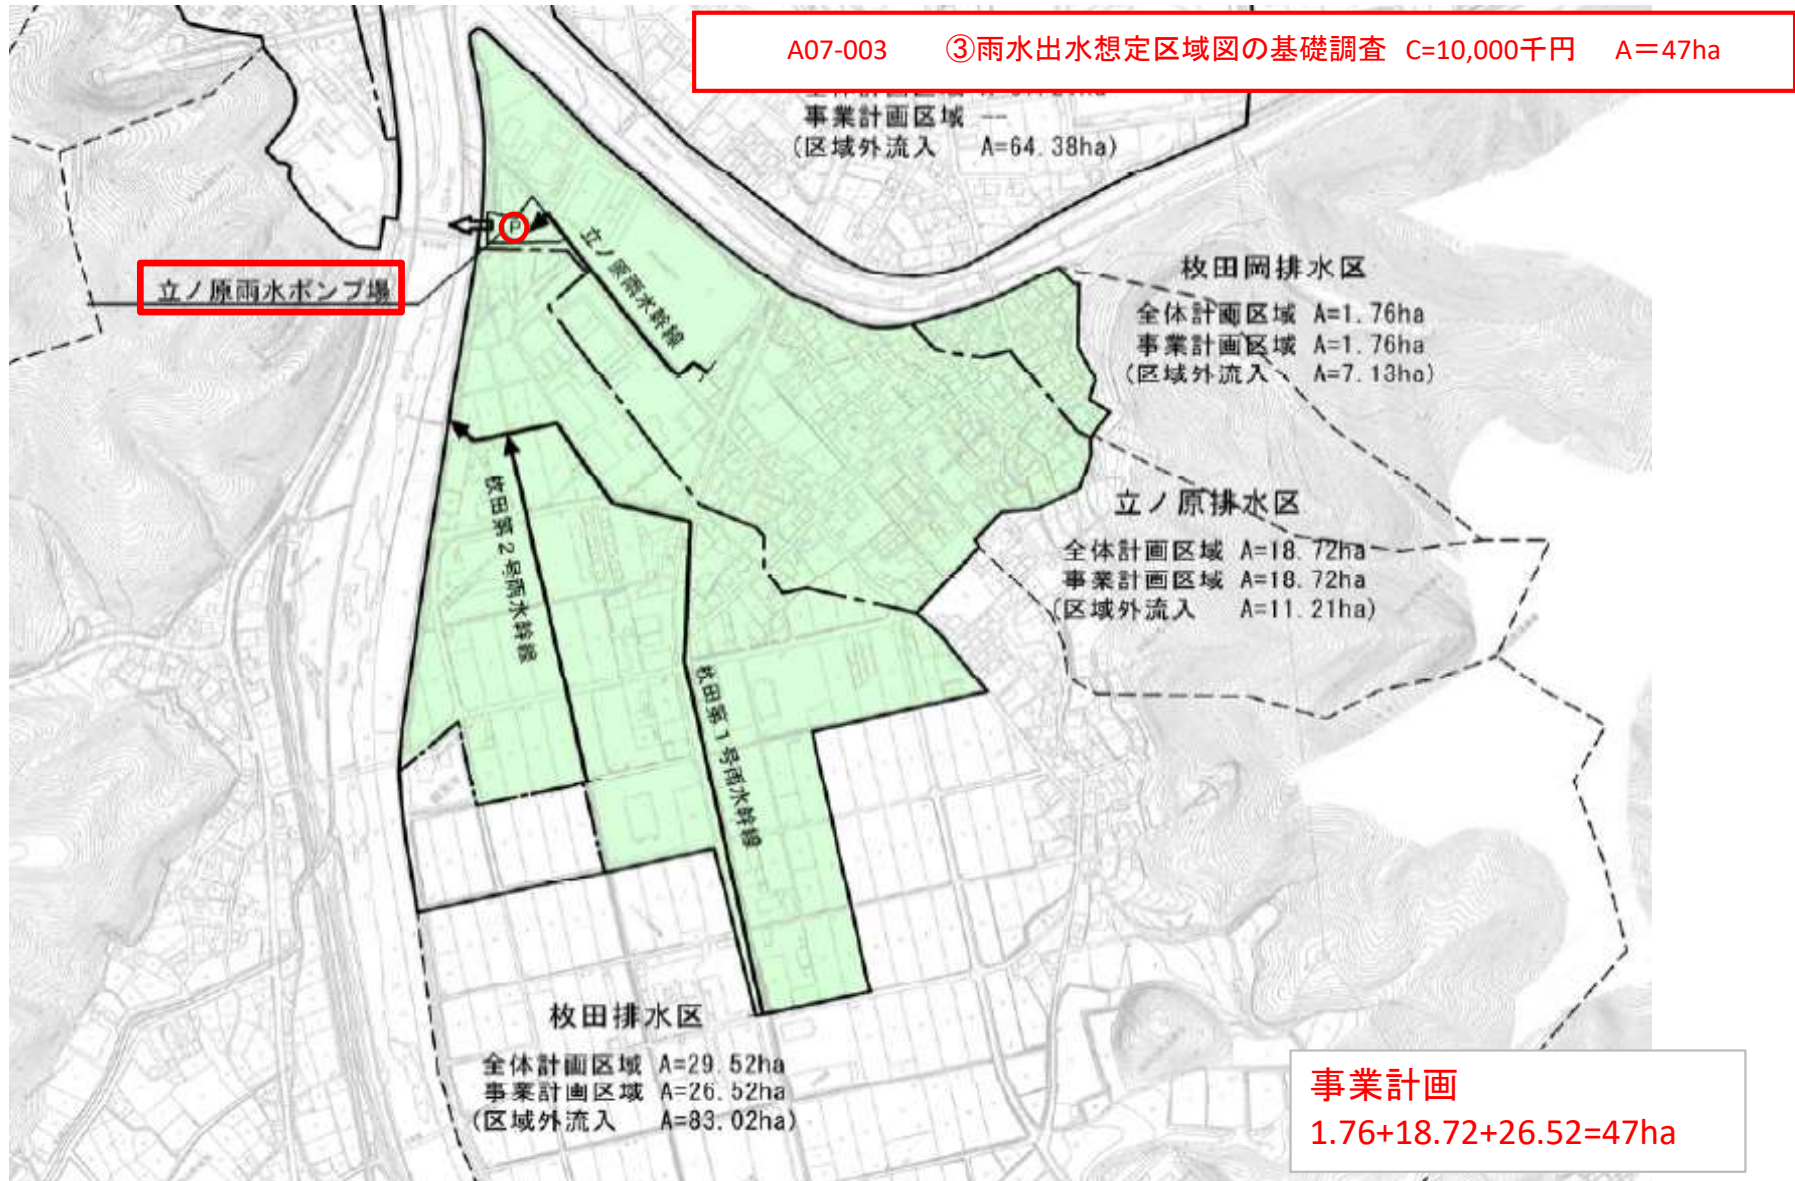 A07-003 ③雨水出水想定区域図の基礎調査 C=10,000千円 A＝47ha
事業計画区域 --
(区域外流入 A=64.38ha)
P
立ノ原雨水幹線
立ノ原雨水ポンプ場
枚田岡排水区
全体計画区域 A=1.76ha
事業計画区域 A=1.76ha
(区域外流入 A=7.13ha)
立ノ原排水区
全体計画区域 A=18.72ha
事業計画区域 A=18.72ha
(区域外流入 A=11.21ha)
枚田第2号雨水幹線
枚田第1号雨水幹線
枚田排水区
全体計画区域 A=29.52ha
事業計画区域 A=26.52ha
(区域外流入 A=83.02ha)
事業計画
1.76+18.72+26.52=47ha